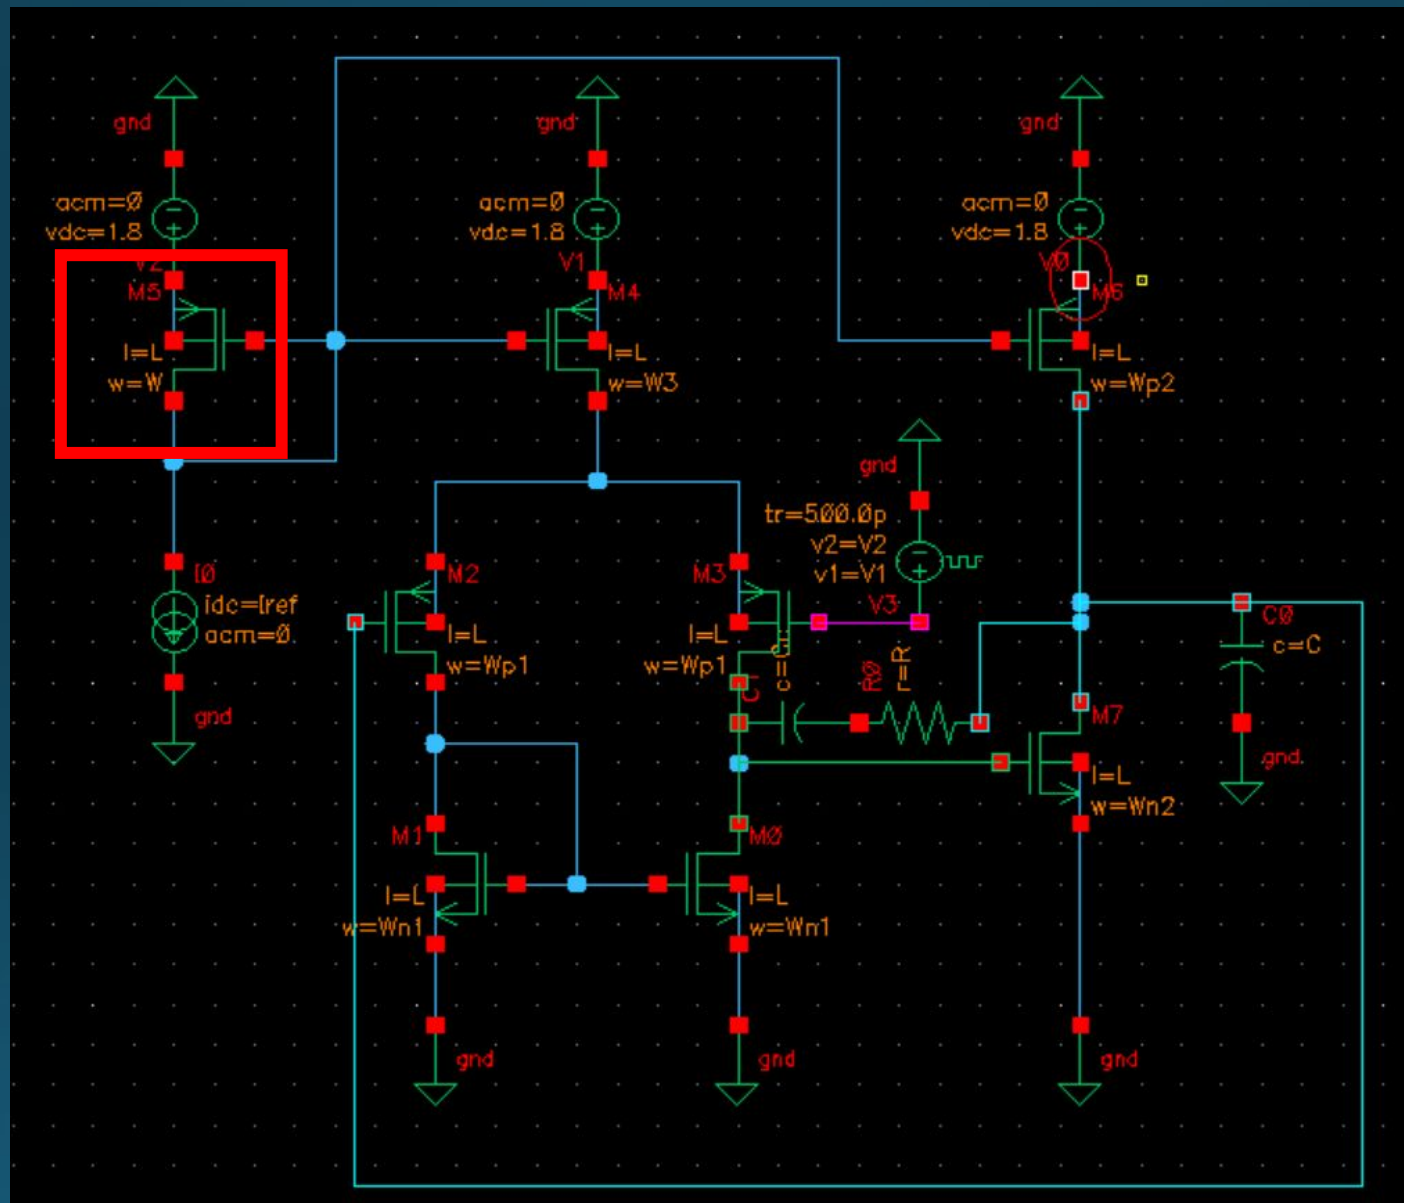 gnd
gnd
gnd
acm=0
vdc=1.8
acm=0
vdc=1.8
acm=0
vdc=1.8
V2
V1
V0
M5
M4
M6
l=L
w=W
l=L
w=W3
l=L
w=Wp2
gnd
tr=500.0p
v2=V2
v1=V1
V3
I0
idc=Iref
acm=0
gnd
M2
l=L
w=Wp1
M3
l=L
w=Wp1
C1
R0
r=R
C0
c=C
gnd
M7
l=L
w=Wn2
M1
l=L
w=Wn1
M0
l=L
w=Wn1
gnd
gnd
gnd